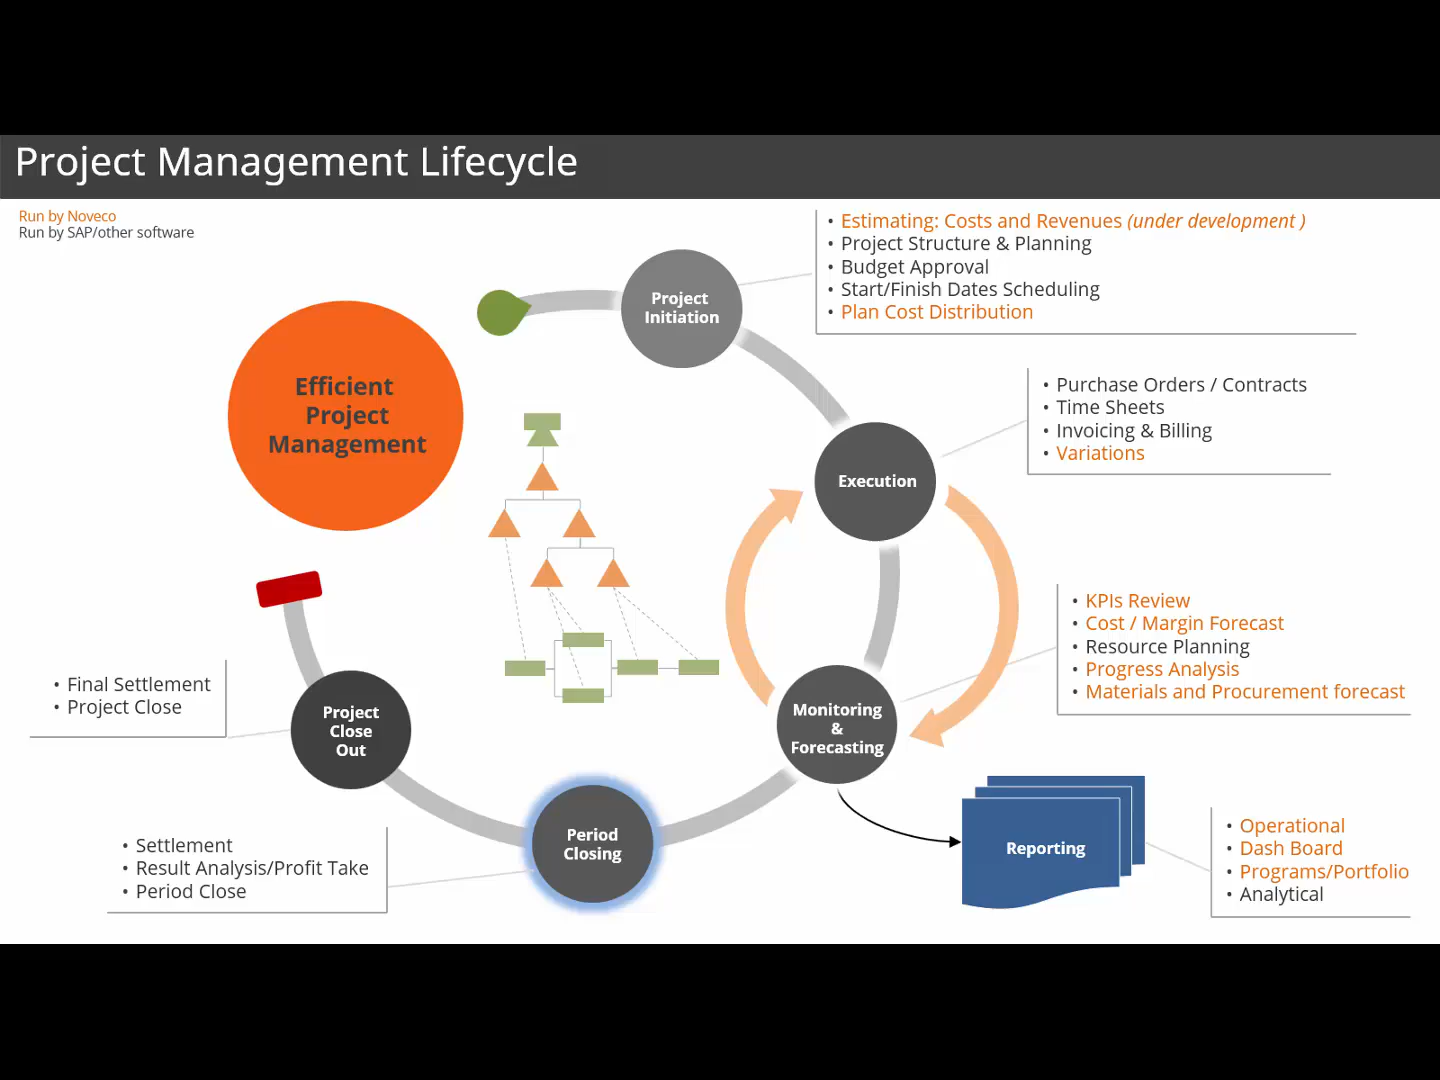 Project Management Lifecycle
Run by Noveco
Run by SAP/other software
• Estimating: Costs and Revenues (under development )
• Project Structure & Planning
• Budget Approval
• Start/Finish Dates Scheduling
• Plan Cost Distribution
Project
Initiation
Efficient
Project
Management
• Purchase Orders / Contracts
• Time Sheets
• Invoicing & Billing
• Variations
Execution
• KPIs Review
• Cost / Margin Forecast
• Resource Planning
• Progress Analysis
• Materials and Procurement forecast
Monitoring
&
Forecasting
• Final Settlement
• Project Close
Project
Close
Out
Period
Closing
• Settlement
• Result Analysis/Profit Take
• Period Close
Reporting
• Operational
• Dash Board
• Programs/Portfolio
• Analytical